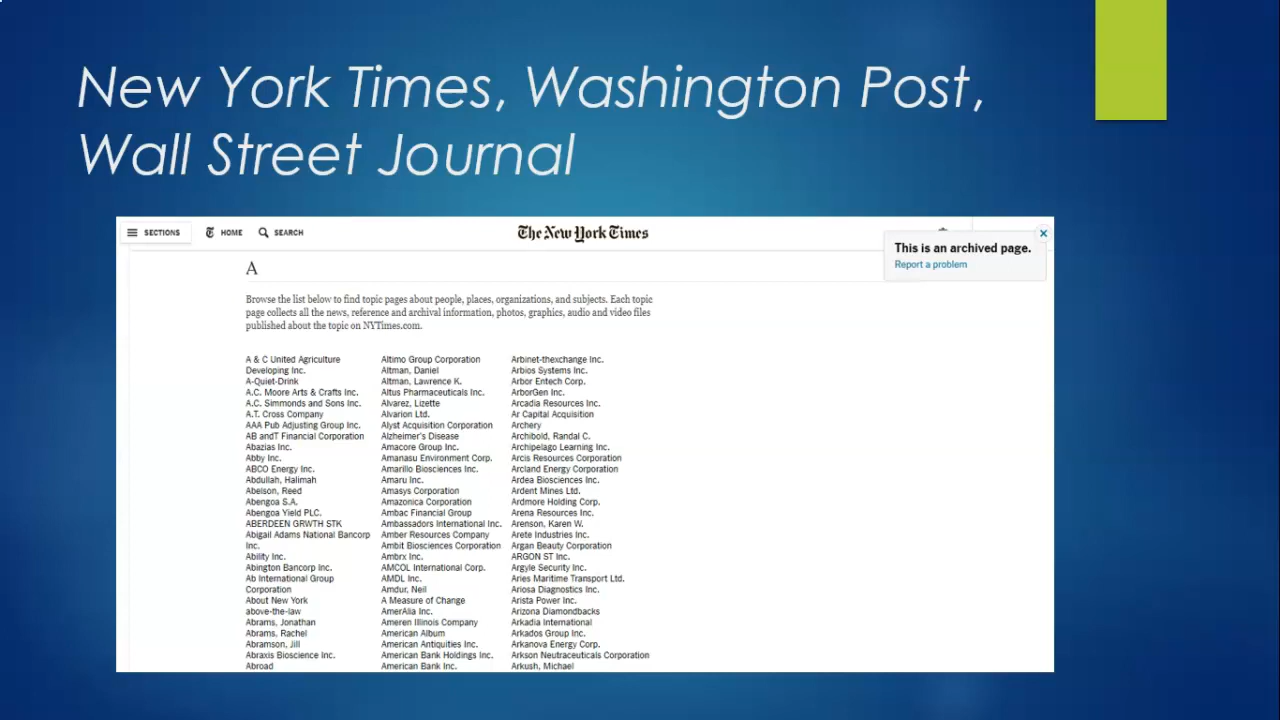 New York Times, Washington Post,
Wall Street Journal
SECTIONS HOME SEARCH
The New York Times
This is an archived page.
Report a problem
A
Browse the list below to find topic pages about people, places, organizations, and subjects. Each topic
page collects all the news, reference and archival information, photos, graphics, audio and video files
published about the topic on NYTimes.com.
A & C United Agriculture
Developing Inc.
A-Quiet-Drink
A.C. Moore Arts & Crafts Inc.
A.C. Simmonds and Sons Inc.
A.T. Cross Company
AAA Pub Adjusting Group Inc.
AB andT Financial Corporation
Abazias Inc.
Abby Inc.
ABCO Energy Inc.
Abdullah, Halimah
Abelson, Reed
Abengoa S.A.
Abengoa Yield PLC.
ABERDEEN GRWTH STK
Abigail Adams National Bancorp
Inc.
Ability Inc.
Abington Bancorp Inc.
Ab International Group
Corporation
About New York
above-the-law
Abrams, Jonathan
Abrams, Rachel
Abramson, Jill
Abraxis Bioscience Inc.
Abroad
Altimo Group Corporation
Altman, Daniel
Altman, Lawrence K.
Altus Pharmaceuticals Inc.
Alvarez, Lizette
Alvarion Ltd.
Alyst Acquisition Corporation
Alzheimer's Disease
Amacore Group Inc.
Amanasu Environment Corp.
Amarillo Biosciences Inc.
Amaru Inc.
Amasys Corporation
Amazonica Corporation
Ambac Financial Group
Ambassadors International Inc.
Amber Resources Company
Ambit Biosciences Corporation
Ambrx Inc.
AMCOL International Corp.
AMDL Inc.
Amdur, Neil
A Measure of Change
AmerAlia Inc.
Ameren Illinois Company
American Album
American Antiquities Inc.
American Bank Holdings Inc.
American Bank Inc.
Arbinet-thexchange Inc.
Arbios Systems Inc.
Arbor Entech Corp.
ArborGen Inc.
Arcadia Resources Inc.
Ar Capital Acquisition
Archery
Archibold, Randal C.
Archipelago Learning Inc.
Arcis Resources Corporation
Arcland Energy Corporation
Ardea Biosciences Inc.
Ardent Mines Ltd.
Ardmore Holding Corp.
Arena Resources Inc.
Arenson, Karen W.
Arete Industries Inc.
Argan Beauty Corporation
ARGON ST Inc.
Argyle Security Inc.
Aries Maritime Transport Ltd.
Ariosa Diagnostics Inc.
Arista Power Inc.
Arizona Diamondbacks
Arkadia International
Arkados Group Inc.
Arkanova Energy Corp.
Arkson Neutraceuticals Corporation
Arkush, Michael